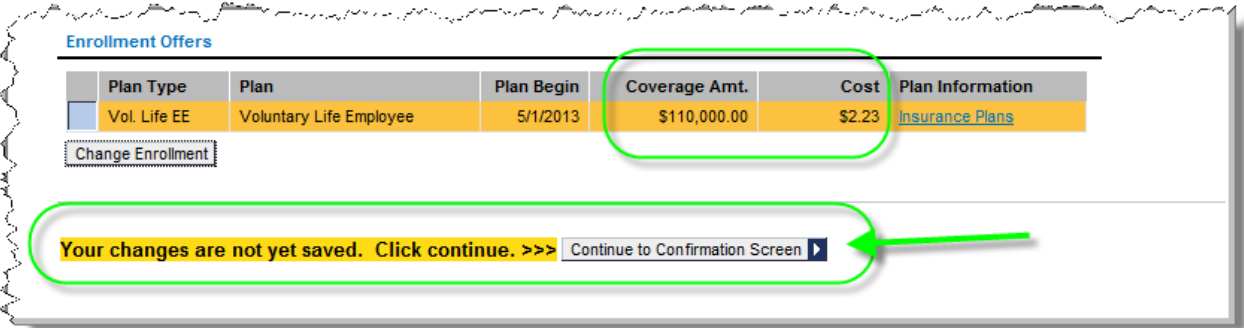 Enrollment Offers
Plan Type Plan Plan Begin Coverage Amt. Cost Plan Information
Vol. Life EE Voluntary Life Employee 5/1/2013 $110,000.00 $2.23 Insurance Plans
Change Enrollment
Your changes are not yet saved. Click continue. >>> Continue to Confirmation Screen